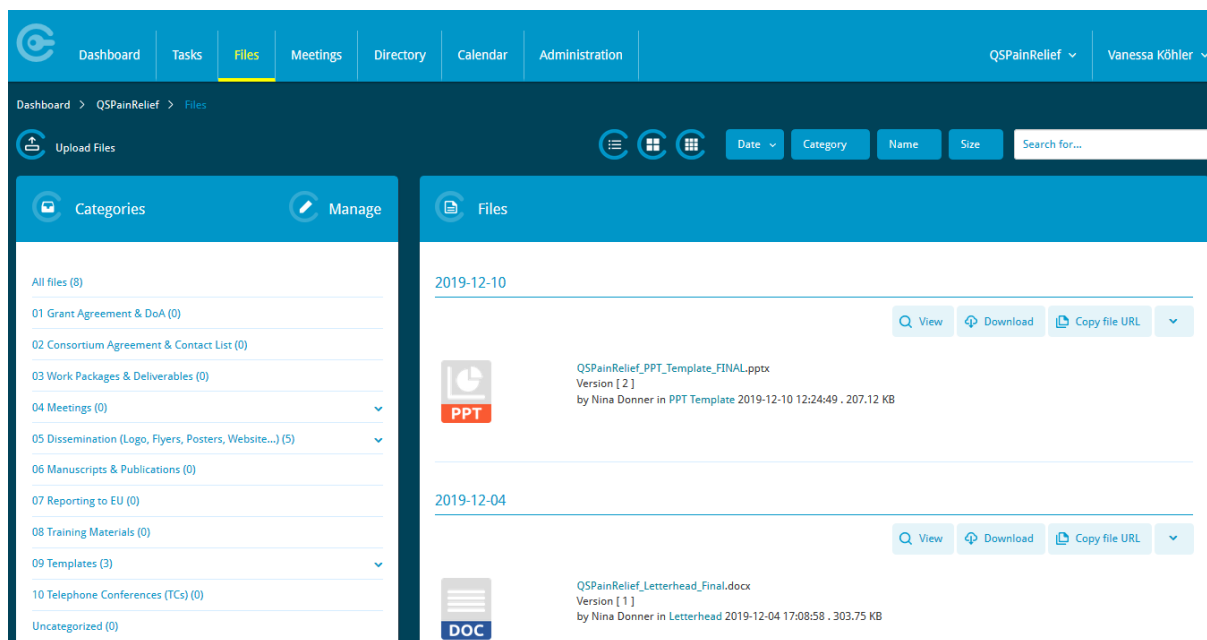 Dashboard Tasks Files Meetings Directory Calendar Administration QSPainRelief Vanessa Köhler
Dashboard > QSPainRelief > Files
Upload Files Date Category Name Size Search for...
Categories Manage
All files (8)
01 Grant Agreement & DoA (0)
02 Consortium Agreement & Contact List (0)
03 Work Packages & Deliverables (0)
04 Meetings (0)
05 Dissemination (Logo, Flyers, Posters, Website...) (5)
06 Manuscripts & Publications (0)
07 Reporting to EU (0)
08 Training Materials (0)
09 Templates (3)
10 Telephone Conferences (TCs) (0)
Uncategorized (0)
Files
2019-12-10
View Download Copy file URL
PPT
QSPainRelief_PPT_Template_FINAL.pptx
Version [ 2 ]
by Nina Donner in PPT Template 2019-12-10 12:24:49 . 207.12 KB
2019-12-04
View Download Copy file URL
DOC
QSPainRelief_Letterhead_Final.docx
Version [ 1 ]
by Nina Donner in Letterhead 2019-12-04 17:08:58 . 303.75 KB